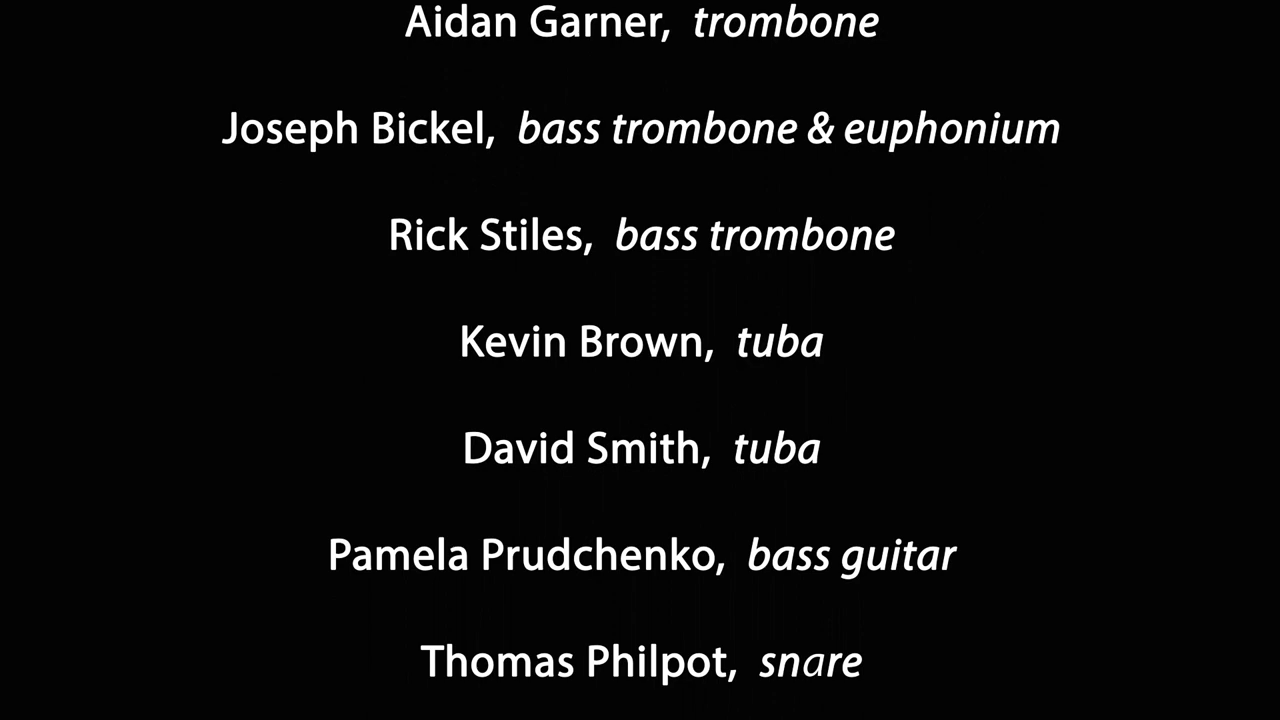 Aidan Garner, trombone
Joseph Bickel, bass trombone & euphonium
Rick Stiles, bass trombone
Kevin Brown, tuba
David Smith, tuba
Pamela Prudchenko, bass guitar
Thomas Philpot, snare